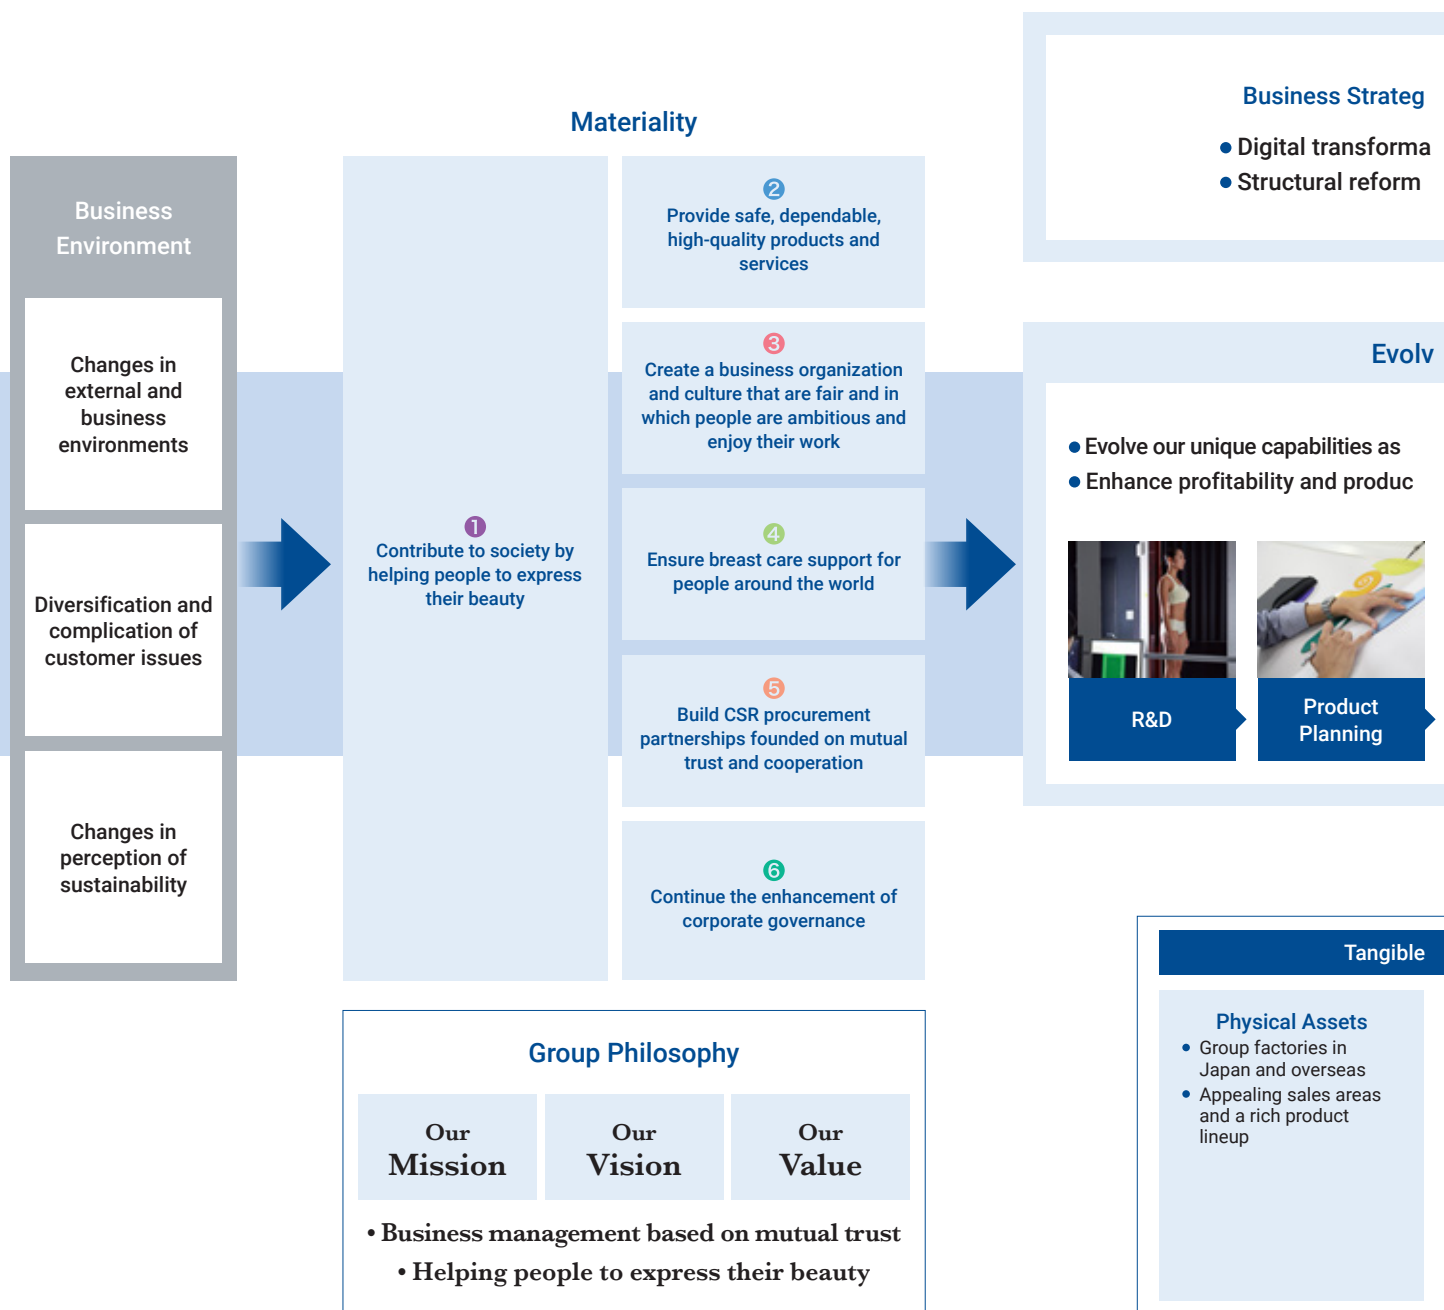 Business
Environment
Changes in
external and
business
environments
Diversification and
complication of
customer issues
Changes in
perception of
sustainability
Materiality
❶
Contribute to society by
helping people to express
their beauty
❷
Provide safe, dependable,
high-quality products and
services
❸
Create a business organization
and culture that are fair and in
which people are ambitious and
enjoy their work
❹
Ensure breast care support for
people around the world
❺
Build CSR procurement
partnerships founded on mutual
trust and cooperation
❻
Continue the enhancement of
corporate governance
Group Philosophy
Our
Mission
Our
Vision
Our
Value
• Business management based on mutual trust
• Helping people to express their beauty
Business Strateg
• Digital transforma
• Structural reform
Evolv
• Evolve our unique capabilities as
• Enhance profitability and produc
R&D
Product
Planning
Tangible
Physical Assets
• Group factories in
Japan and overseas
• Appealing sales areas
and a rich product
lineup